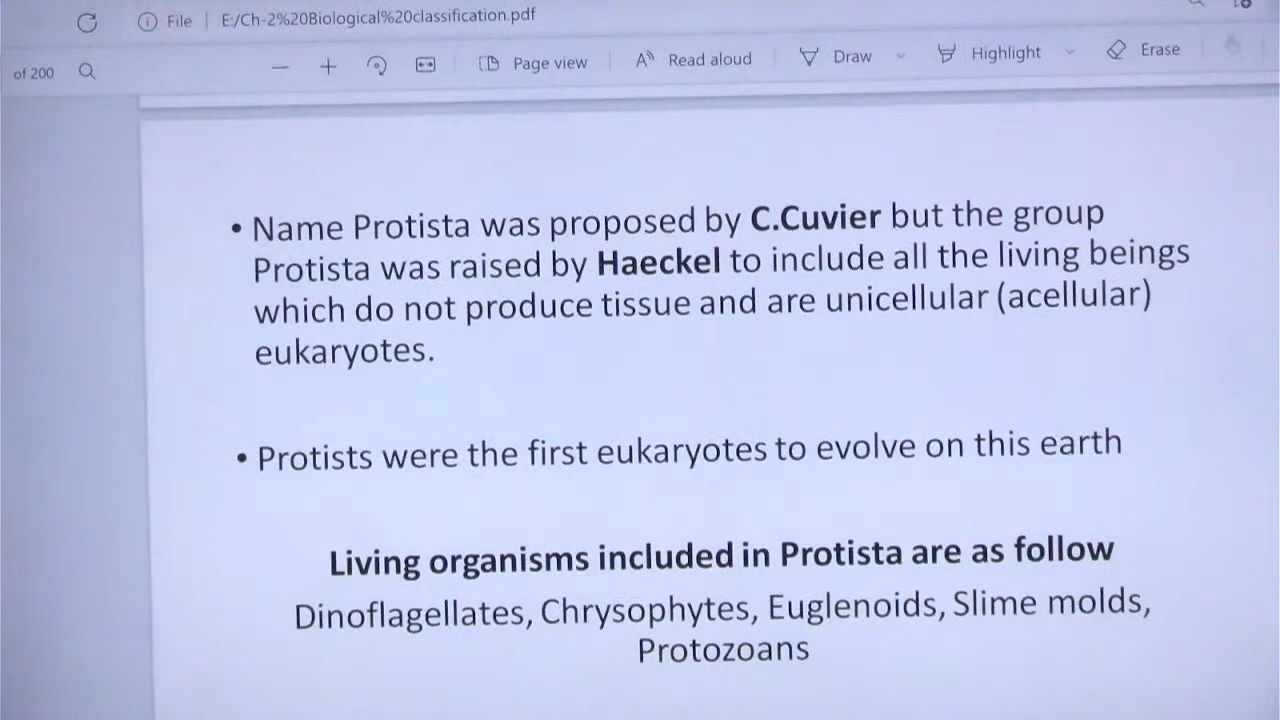 File | E:/Ch-2%20Biological%20classification.pdf
of 200 Page view Read aloud Draw Highlight Erase
• Name Protista was proposed by C.Cuvier but the group
Protista was raised by Haeckel to include all the living beings
which do not produce tissue and are unicellular (acellular)
eukaryotes.
• Protists were the first eukaryotes to evolve on this earth
Living organisms included in Protista are as follow
Dinoflagellates, Chrysophytes, Euglenoids, Slime molds,
Protozoans